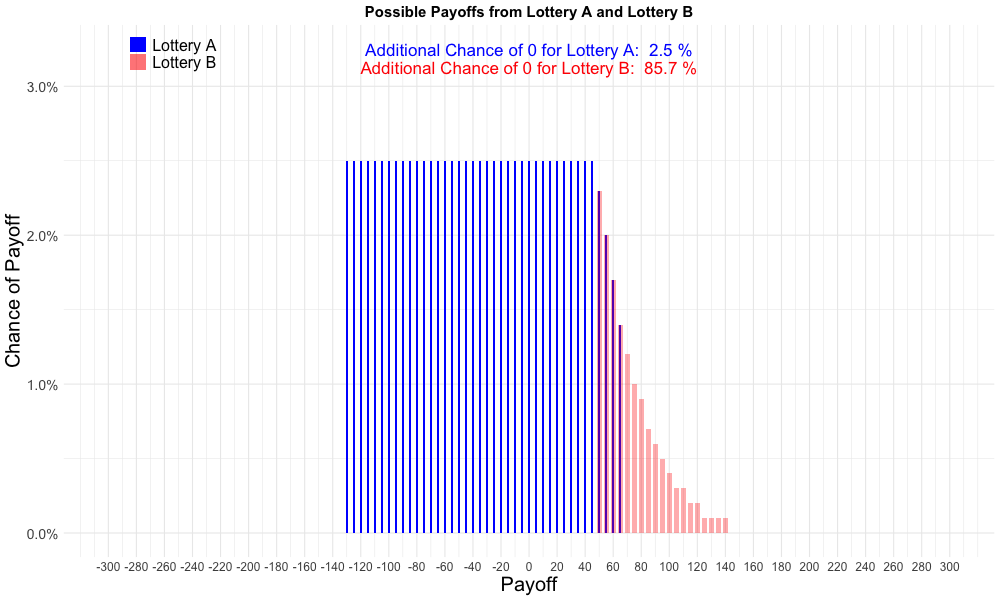 Possible Payoffs from Lottery A and Lottery B
Lottery A
Lottery B
Additional Chance of 0 for Lottery A:  2.5 %
Additional Chance of 0 for Lottery B:  85.7 %
Chance of Payoff
3.0%
2.0%
1.0%
0.0%
-300 -280 -260 -240 -220 -200 -180 -160 -140 -120 -100 -80 -60 -40 -20 0 20 40 60 80 100 120 140 160 180 200 220 240 260 280 300
Payoff